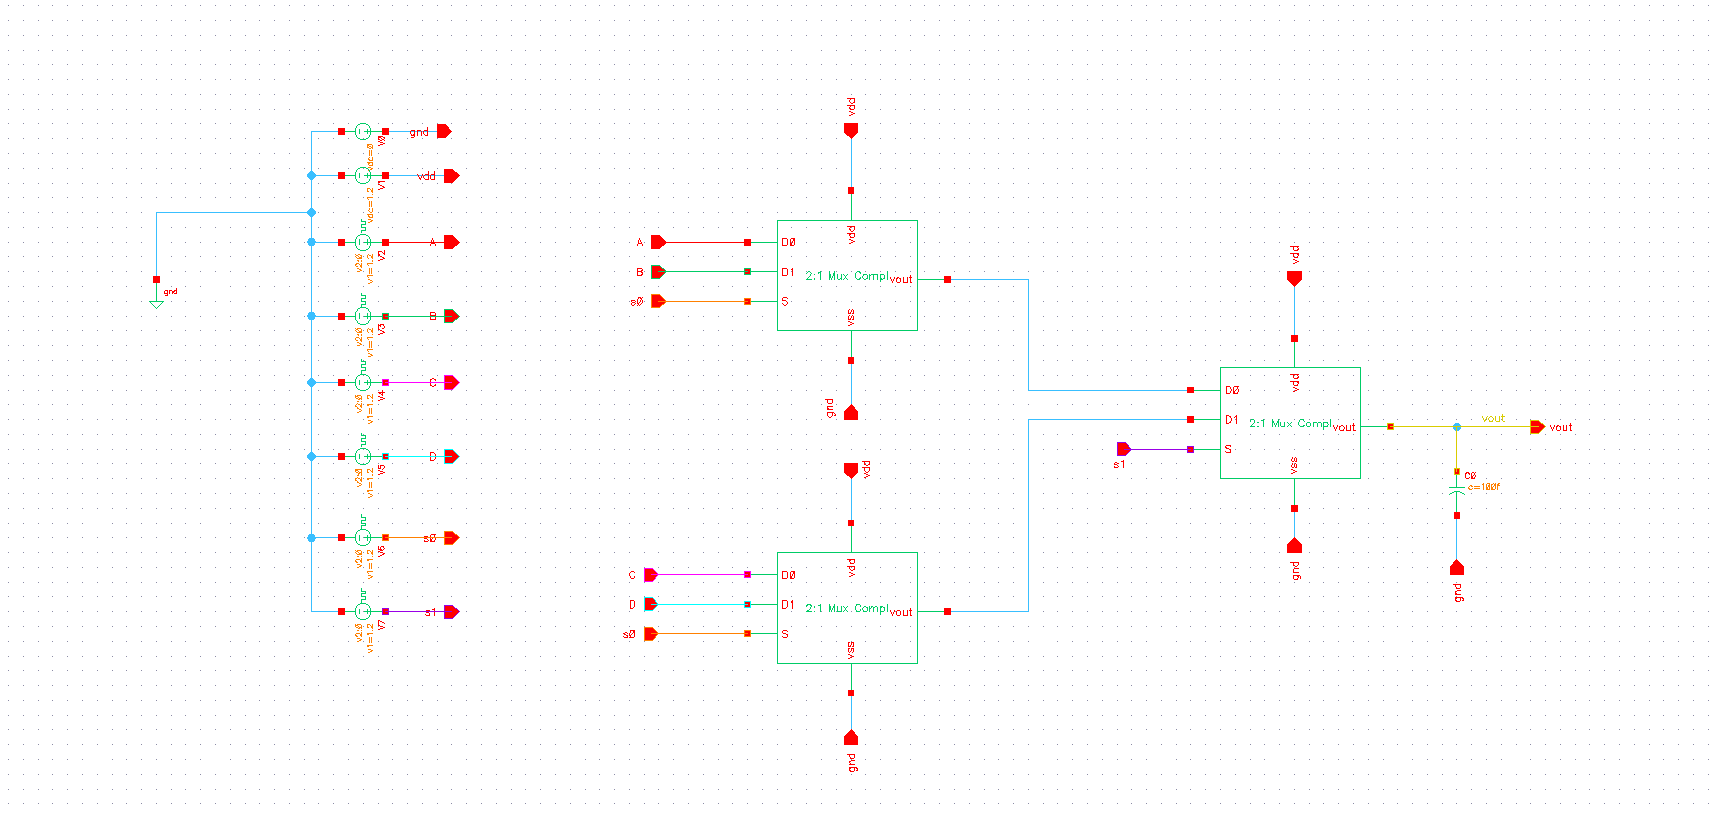 gnd
V0
vdc=0
vdd
V1
vdc=1.2
gnd
A
V2
v2:0
v1=1.2
B
V3
v2:0
v1=1.2
C
V4
v2:0
v1=1.2
D
V5
v2:0
v1=1.2
s0
V6
v2:0
v1=1.2
s1
V7
v2:0
v1=1.2
vdd
vdd
A
D0
B
D1
2:1 Mux Compl
vout
s0
S
vss
gnd
vdd
vdd
C
D0
D
D1
2:1 Mux Compl
vout
s0
S
vss
gnd
vdd
vdd
D0
D1
2:1 Mux Compl
vout
s1
S
vss
gnd
vout
vout
C0
c=100f
gnd